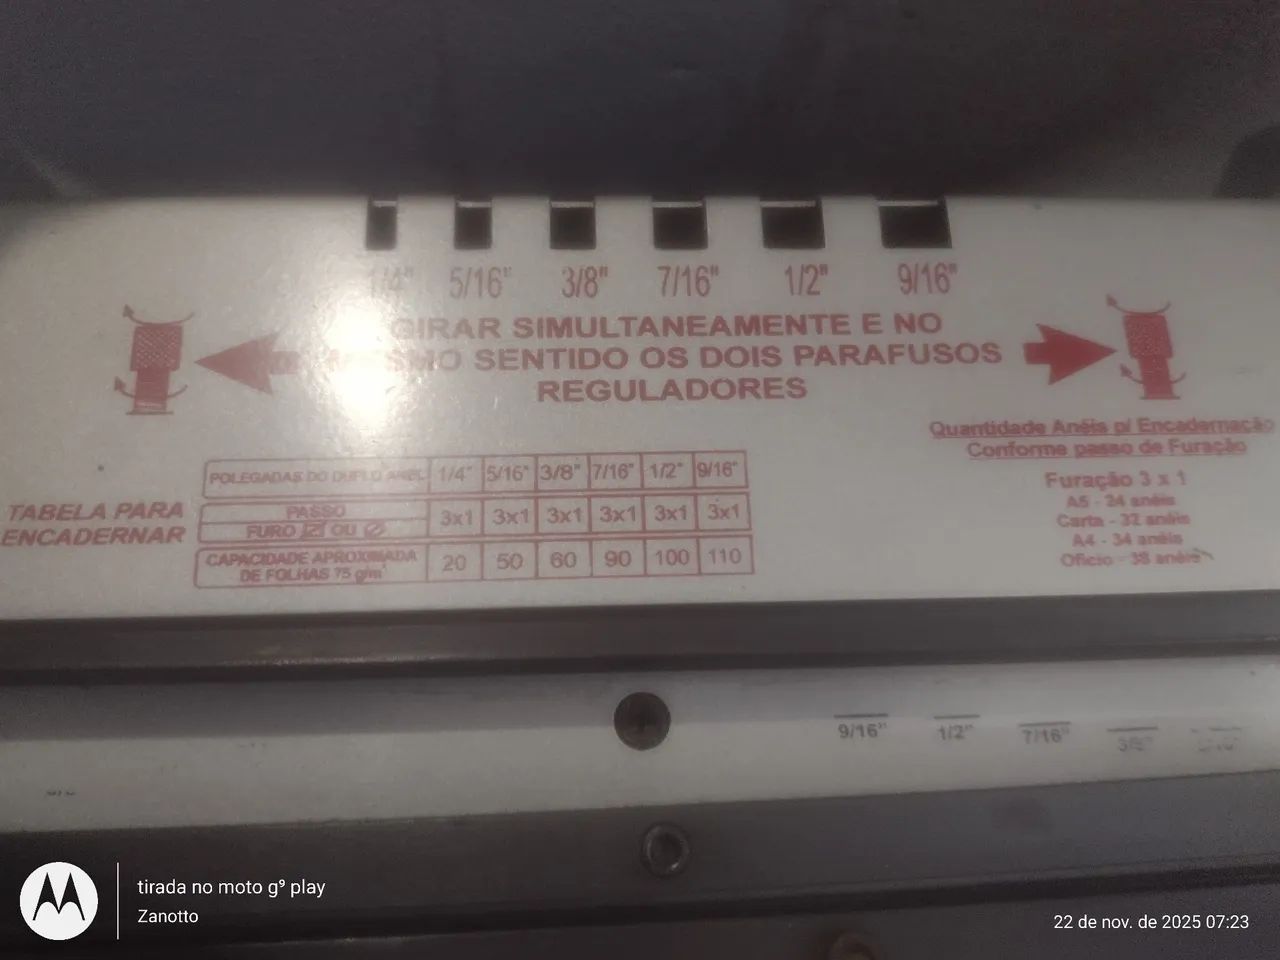 1/4" 5/16" 3/8" 7/16" 1/2" 9/16"
GIRAR SIMULTANEAMENTE E NO
MESMO SENTIDO OS DOIS PARAFUSOS
REGULADORES
Quantidade Anéis p/ Encadernação
Conforme passo de Furação
Furação 3 x 1
A5 - 24 anéis
Carta - 32 anéis
A4 - 34 anéis
Ofício - 38 anéis
TABELA PARA
ENCADERNAR
POLEGADAS DO DUPLO ANEL 1/4" 5/16" 3/8" 7/16" 1/2" 9/16"
PASSO 3x1 3x1 3x1 3x1 3x1 3x1
FURO OU
CAPACIDADE APROXIMADA 20 50 60 90 100 110
DE FOLHAS 75 g/m²
9/16" 1/2" 7/16" 3/8"
tirada no moto g⁹ play
Zanotto
22 de nov. de 2025 07:23